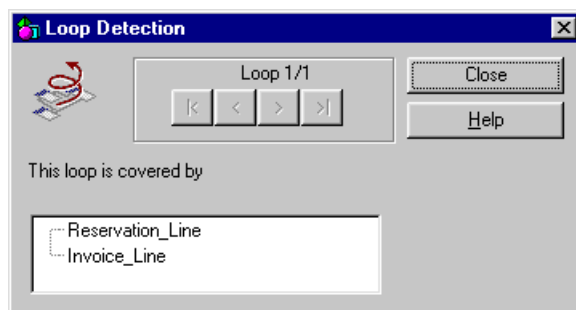 Loop Detection
Loop 1/1
Close
|< < > >|
Help
This loop is covered by
Reservation_Line
Invoice_Line